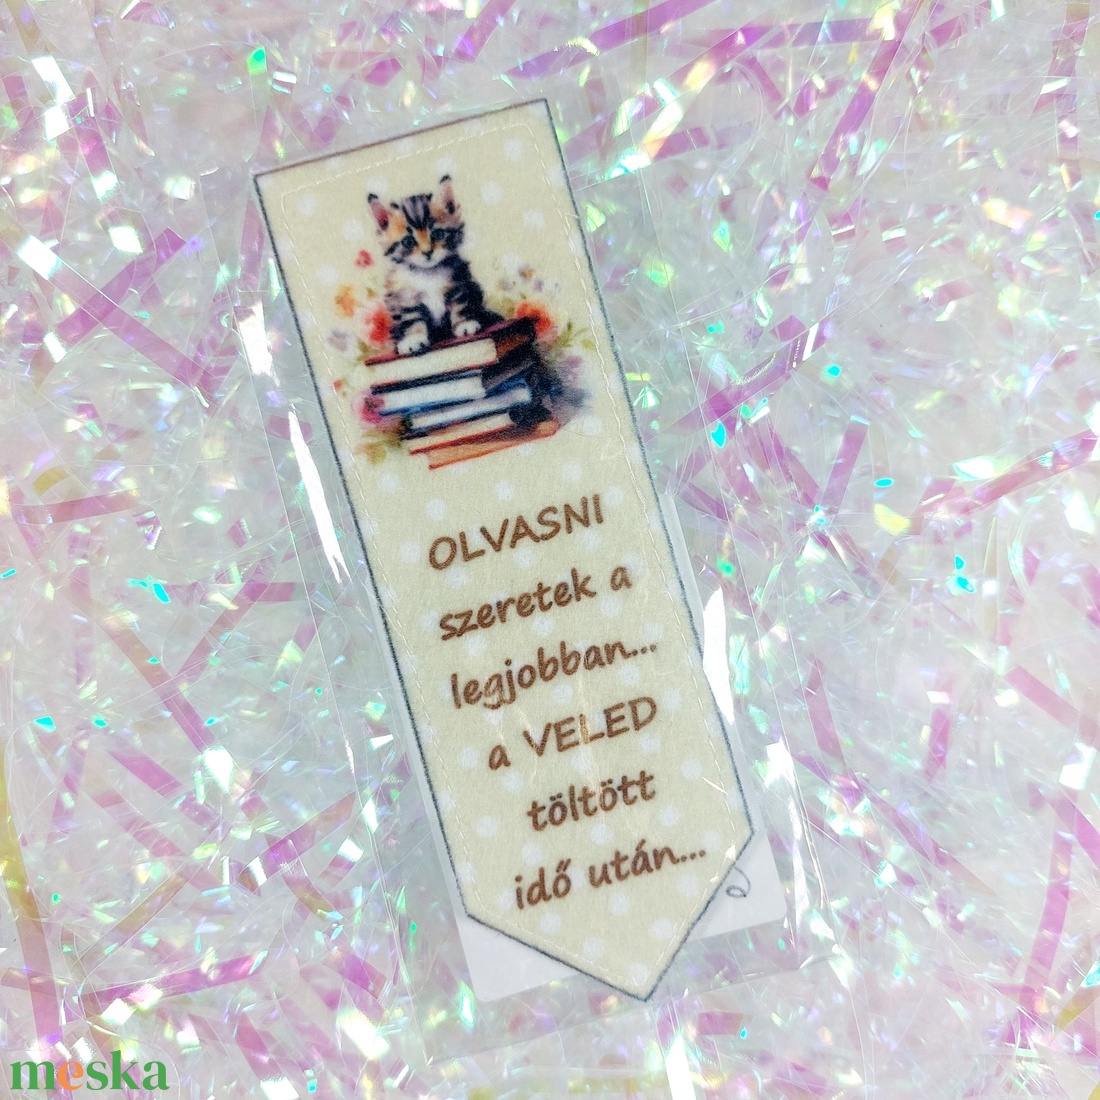 OLVASNI
szeretek a
legjobban...
a VELED
töltött
idő után...
meska